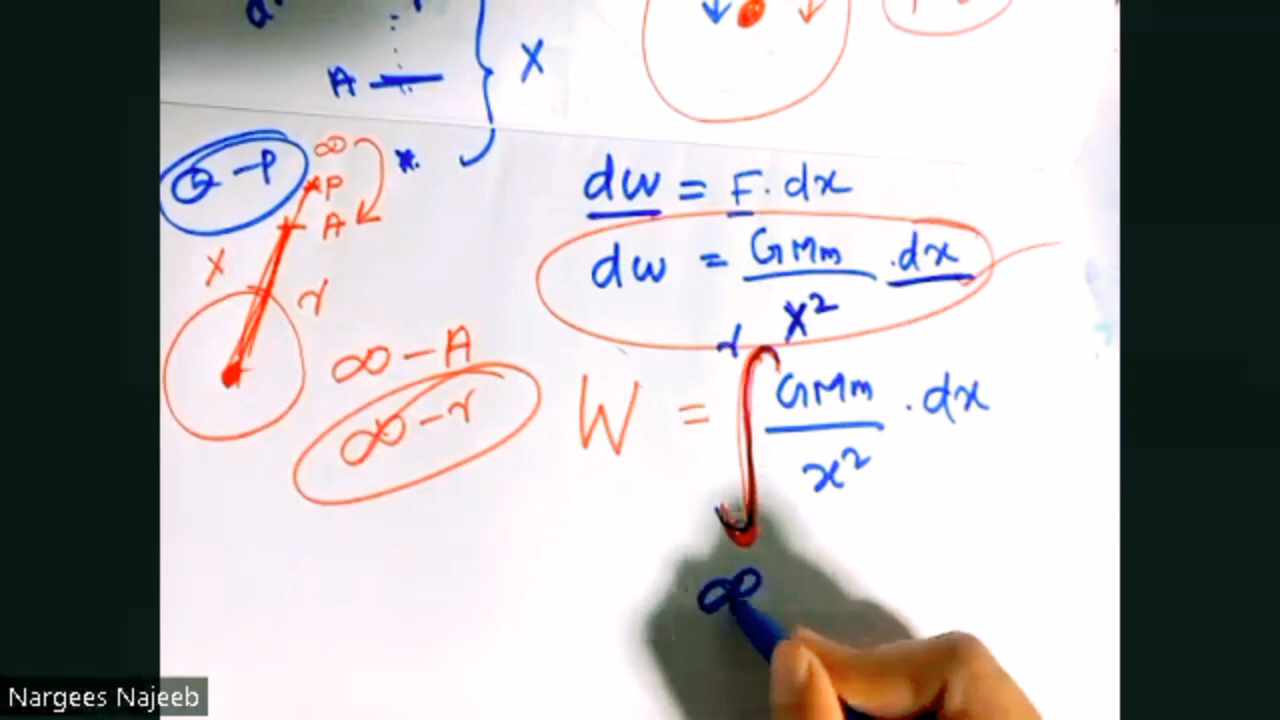 A
X
Q - P
∞
P
A
X
r
∞ - A
∞ - r
dw = F. dx
dw = GMm/x² . dx
W = ∫ r ∞ GMm/x² . dx
Nargees Najeeb